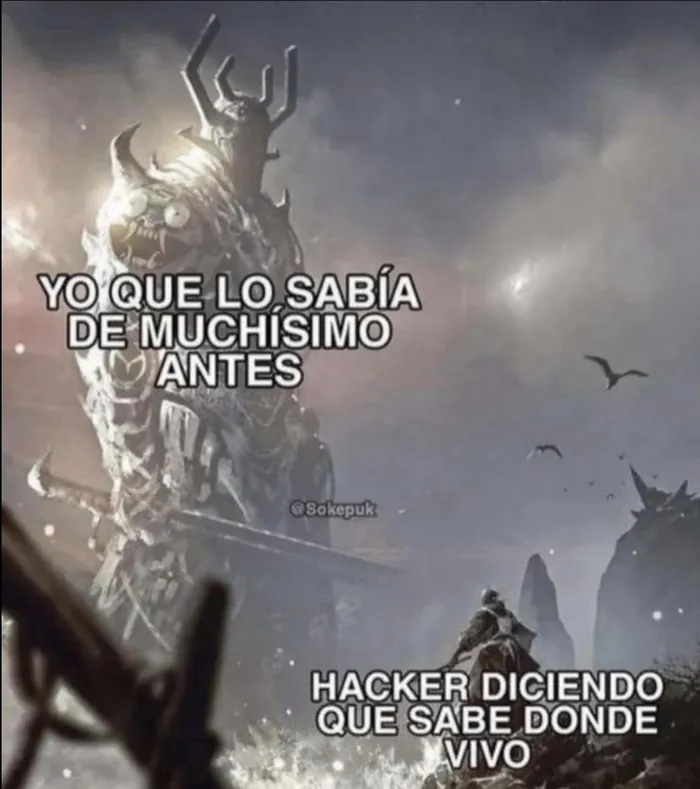 YO QUE LO SABÍA
DE MUCHÍSIMO
ANTES
@Sokepuk
HACKER DICIENDO
QUE SABE DONDE
VIVO